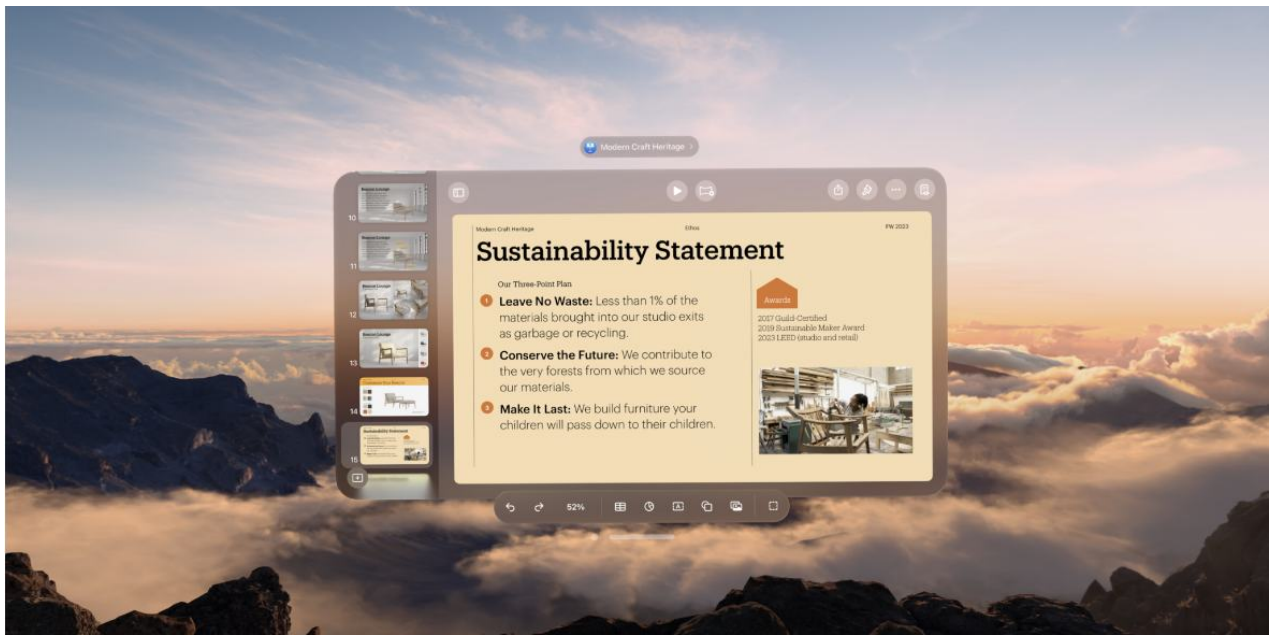 Modern Craft Heritage
10
11
12
13
14
15
Modern Craft Heritage
Ethos
FW 2023
Sustainability Statement
Our Three-Point Plan
1 Leave No Waste: Less than 1% of the
materials brought into our studio exits
as garbage or recycling.
2 Conserve the Future: We contribute to
the very forests from which we source
our materials.
3 Make It Last: We build furniture your
children will pass down to their children.
Awards
2017 Guild-Certified
2019 Sustainable Maker Award
2023 LEED (studio and retail)
52%